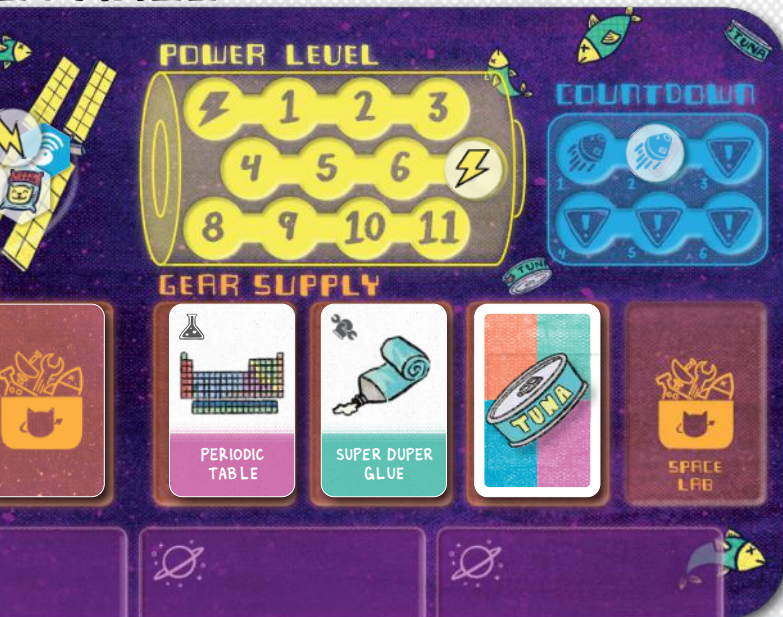 TUNA
POWER LEVEL
1 2 3
4 5 6
8 9 10 11
COUNTDOWN
1 2 3
4 5 6
TUNA
GEAR SUPPLY
PERIODIC
TABLE
SUPER DUPER
GLUE
TUNA
SPACE
LAB